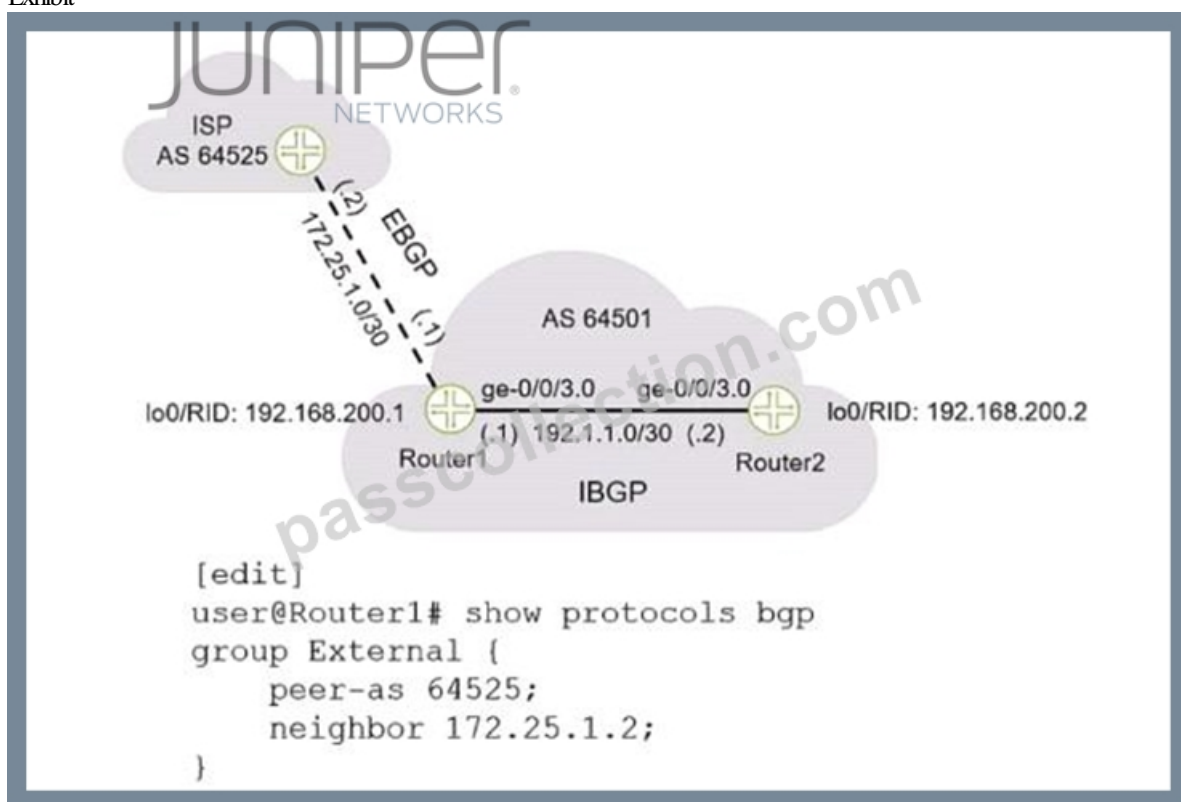 Exhibit
JUNIPER
NETWORKS
ISP
AS 64525
(.2)
EBGP
172.25.1.0/30
(.1)
AS 64501
ge-0/0/3.0 ge-0/0/3.0
lo0/RID: 192.168.200.1
lo0/RID: 192.168.200.2
(.1) 192.1.1.0/30 (.2)
Router1
Router2
IBGP
passcollection.com
[edit]
user@Router1# show protocols bgp
group External {
peer-as 64525;
neighbor 172.25.1.2;
}